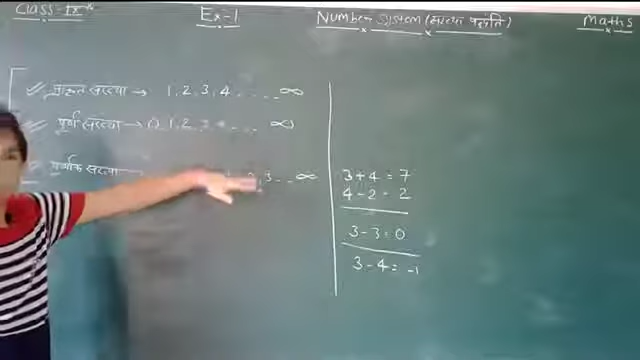 Class-IX Ex-1 Number System (संख्या पद्धति) Maths
प्राकृत संख्या → 1, 2, 3, 4 . . . . ∞
पूर्ण संख्या → 0, 1, 2, 3 . . . ∞
पूर्णांक संख्या 3 . . ∞
3+4 = 7
4-2 = 2
3-3 = 0
3-4 = -1